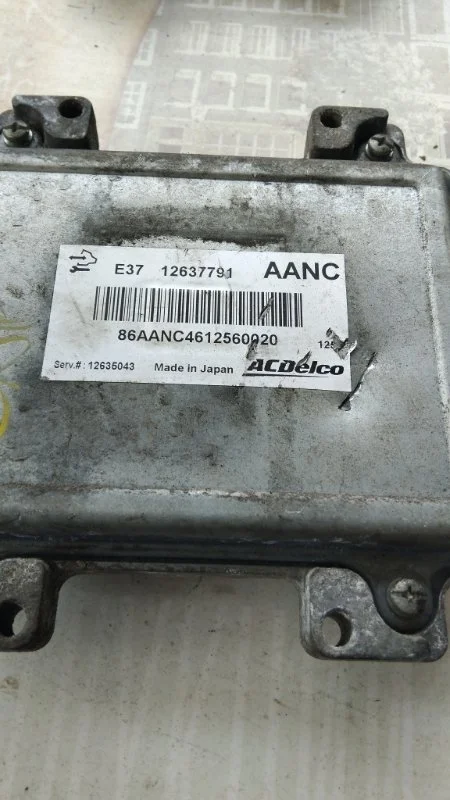 E37 12637791 AANC
86AANC4612560020
Serv.#: 12635043 Made in Japan ACDelco